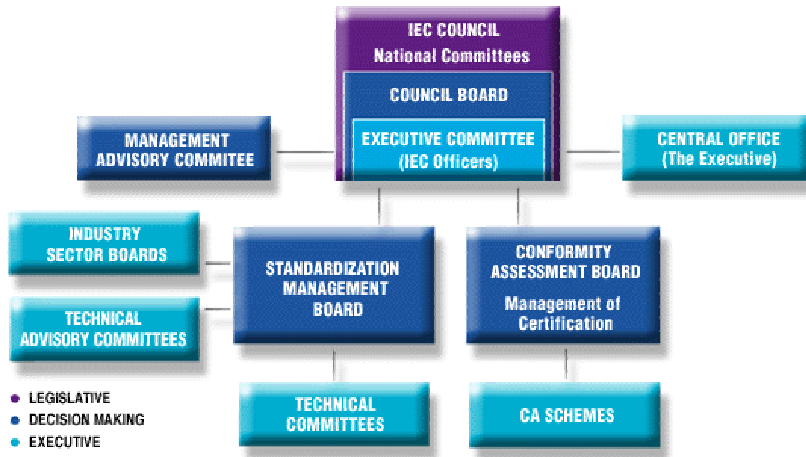 IEC COUNCIL
National Committees
COUNCIL BOARD
EXECUTIVE COMMITTEE
(IEC Officers)
MANAGEMENT
ADVISORY COMMITEE
CENTRAL OFFICE
(The Executive)
INDUSTRY
SECTOR BOARDS
TECHNICAL
ADVISORY COMMITTEES
STANDARDIZATION
MANAGEMENT
BOARD
CONFORMITY
ASSESSMENT BOARD
Management of
Certification
TECHNICAL
COMMITTEES
CA SCHEMES
LEGISLATIVE
DECISION MAKING
EXECUTIVE